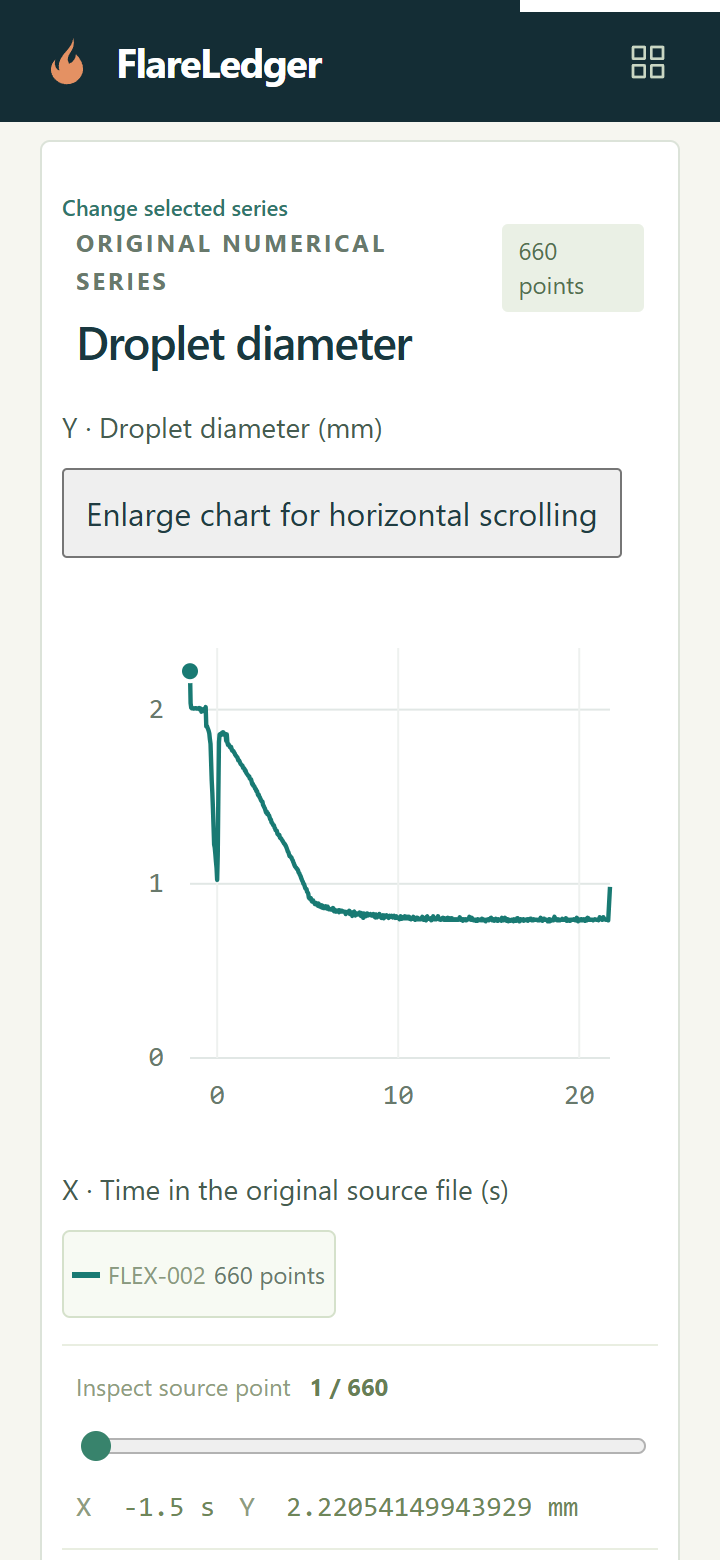 FlareLedger
Change selected series
ORIGINAL NUMERICAL
SERIES
660
points
Droplet diameter
Y · Droplet diameter (mm)
Enlarge chart for horizontal scrolling
2
1
0
0 10 20
X · Time in the original source file (s)
FLEX-002 660 points
Inspect source point 1 / 660
X -1.5 s Y 2.22054149943929 mm